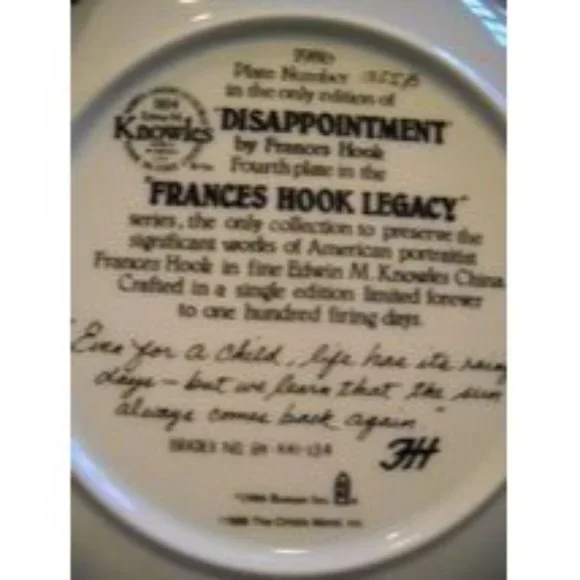 1986
Plate Number
in the only edition of
"DISAPPOINTMENT"
by Frances Hook
Fourth plate in the
"FRANCES HOOK LEGACY"
series, the only collection to preserve the
significant works of American portraitist
Frances Hook in fine Edwin M. Knowles China.
Crafted in a single edition limited forever
to one hundred firing days.
Knowles
"Even for a child, life has its rainy
days – but we learn that the sun
always comes back again."
FH